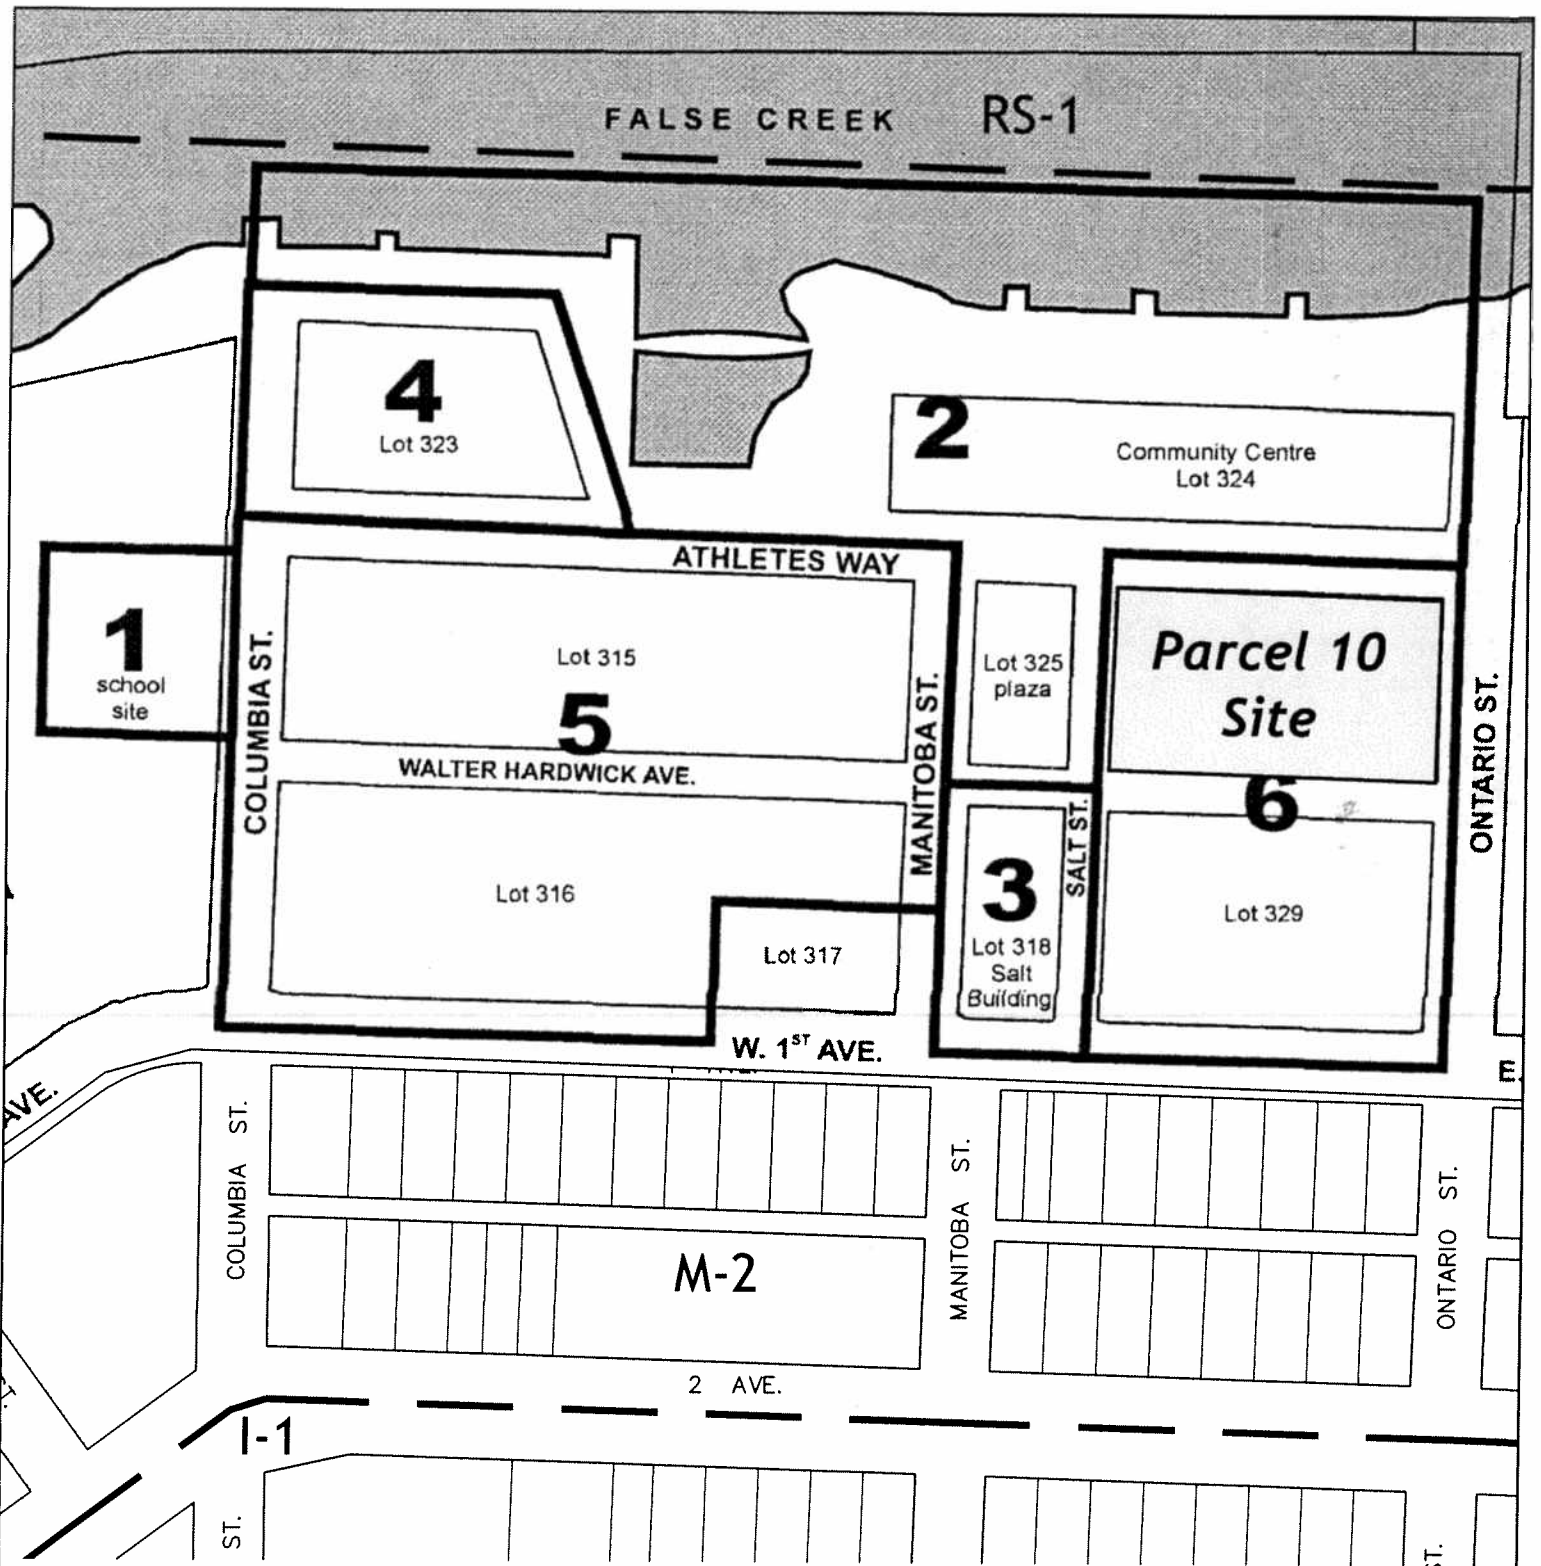 FALSE CREEK RS-1
4
Lot 323
2
Community Centre
Lot 324
ATHLETES WAY
1
school
site
COLUMBIA ST.
Lot 315
5
MANITOBA ST.
Lot 325
plaza
Parcel 10
Site
ONTARIO ST.
WALTER HARDWICK AVE.
6
SALT ST.
Lot 316
3
Lot 318
Salt
Building
Lot 329
Lot 317
W. 1ST AVE.
E.
AVE.
COLUMBIA ST.
MANITOBA ST.
ONTARIO ST.
M-2
2 AVE.
I-1
ST.
ST.